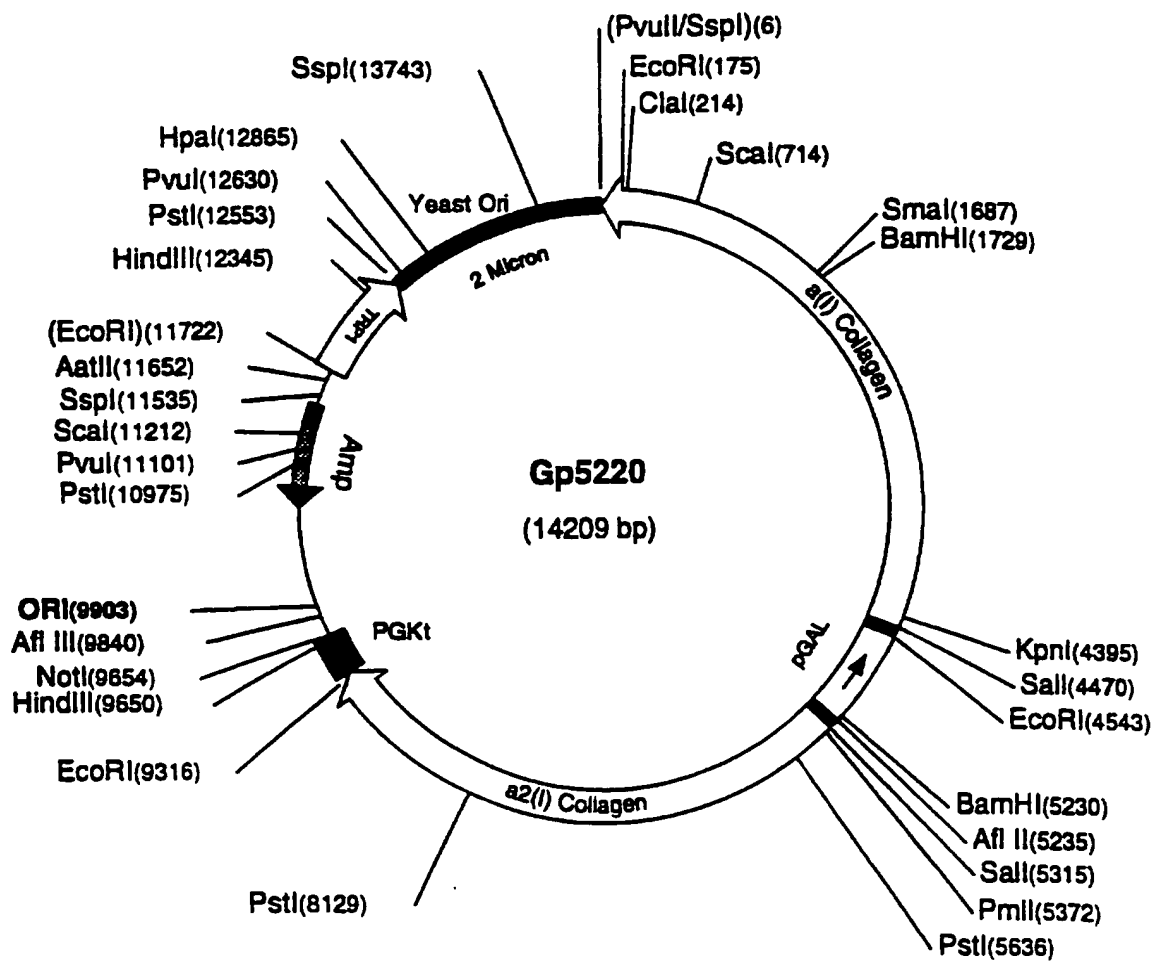 (PvuII/SspI)(6)
EcoRI(175)
ClaI(214)
ScaI(714)
SmaI(1687)
BamHI(1729)
a(I) Collagen
KpnI(4395)
SalI(4470)
EcoRI(4543)
pGAL
BamHI(5230)
Afl II(5235)
SalI(5315)
PmlI(5372)
PstI(5636)
a2(I) Collagen
PstI(8129)
EcoRI(9316)
HindIII(9650)
NotI(9654)
Afl III(9840)
ORI(9903)
PGKt
PstI(10975)
PvuI(11101)
ScaI(11212)
SspI(11535)
AatII(11652)
(EcoRI)(11722)
Amp
TRP1
HindIII(12345)
PstI(12553)
PvuI(12630)
HpaI(12865)
SspI(13743)
Yeast Ori
2 Micron
Gp5220
(14209 bp)